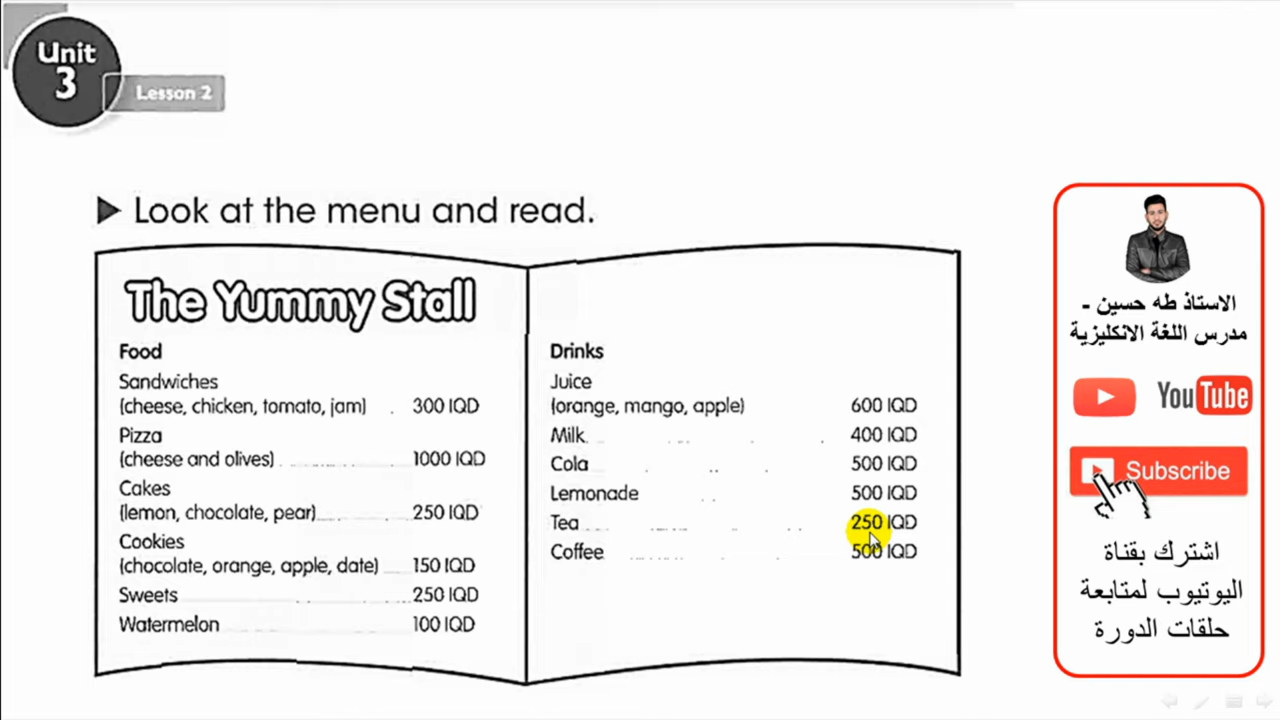 Unit
3
Lesson 2
Look at the menu and read.
The Yummy Stall
Food
Sandwiches
(cheese, chicken, tomato, jam) . 300 IQD
Pizza
(cheese and olives) 1000 IQD
Cakes
(lemon, chocolate, pear) 250 IQD
Cookies
(chocolate, orange, apple, date) 150 IQD
Sweets 250 IQD
Watermelon 100 IQD
Drinks
Juice
(orange, mango, apple) 600 IQD
Milk 400 IQD
Cola 500 IQD
Lemonade 500 IQD
Tea 250 IQD
Coffee 500 IQD
الاستاذ طه حسين -
مدرس اللغة الانكليزية
YouTube
Subscribe
اشترك بقناة
اليوتيوب لمتابعة
حلقات الدورة